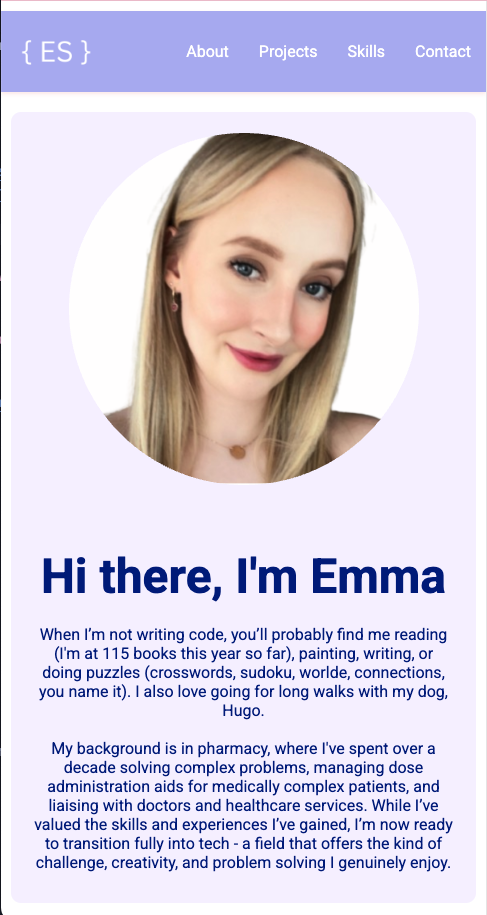 { ES }
About Projects Skills Contact
Hi there, I'm Emma
When I’m not writing code, you’ll probably find me reading
(I'm at 115 books this year so far), painting, writing, or
doing puzzles (crosswords, sudoku, worlde, connections,
you name it). I also love going for long walks with my dog,
Hugo.
My background is in pharmacy, where I've spent over a
decade solving complex problems, managing dose
administration aids for medically complex patients, and
liaising with doctors and healthcare services. While I’ve
valued the skills and experiences I’ve gained, I’m now ready
to transition fully into tech - a field that offers the kind of
challenge, creativity, and problem solving I genuinely enjoy.